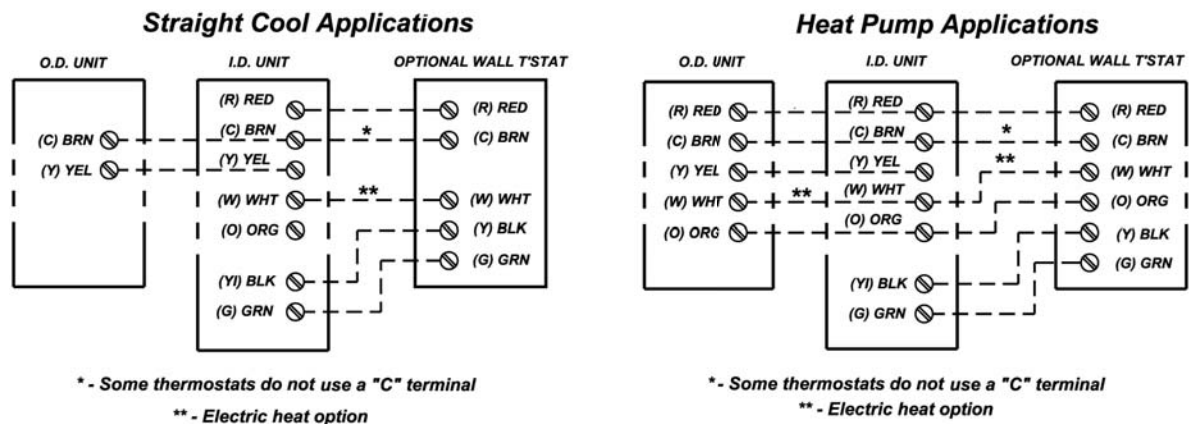 Straight Cool Applications
O.D. UNIT
I.D. UNIT
OPTIONAL WALL T'STAT
(C) BRN
(Y) YEL
(R) RED
(C) BRN
(Y) YEL
(W) WHT
(O) ORG
(YI) BLK
(G) GRN
*
**
(R) RED
(C) BRN
(W) WHT
(Y) BLK
(G) GRN
* - Some thermostats do not use a "C" terminal
** - Electric heat option
Heat Pump Applications
O.D. UNIT
I.D. UNIT
OPTIONAL WALL T'STAT
(R) RED
(C) BRN
(Y) YEL
(W) WHT
(O) ORG
**
(R) RED
(C) BRN
(Y) YEL
(W) WHT
(O) ORG
(YI) BLK
(G) GRN
*
**
(R) RED
(C) BRN
(W) WHT
(O) ORG
(Y) BLK
(G) GRN
* - Some thermostats do not use a "C" terminal
** - Electric heat option